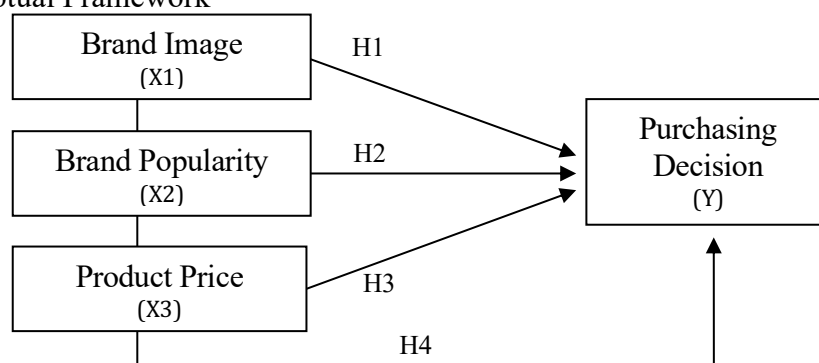 Brand Image
(X1)
H1
Brand Popularity
(X2)
H2
Purchasing
Decision
(Y)
Product Price
(X3)
H3
H4